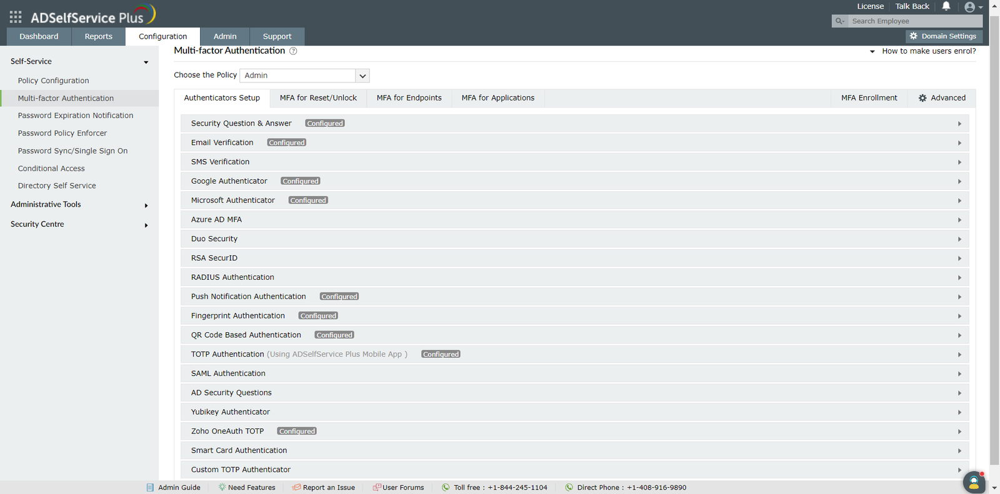 License Talk Back
ADSelfService Plus
Search Employee
Dashboard Reports Configuration Admin Support
Domain Settings
Self-Service
Policy Configuration
Multi-factor Authentication
Password Expiration Notification
Password Policy Enforcer
Password Sync/Single Sign On
Conditional Access
Directory Self Service
Administrative Tools
Security Centre
Multi-factor Authentication ?
How to make users enrol?
Choose the Policy Admin
Authenticators Setup MFA for Reset/Unlock MFA for Endpoints MFA for Applications MFA Enrollment Advanced
Security Question & Answer Configured
Email Verification Configured
SMS Verification
Google Authenticator Configured
Microsoft Authenticator Configured
Azure AD MFA
Duo Security
RSA SecurID
RADIUS Authentication
Push Notification Authentication Configured
Fingerprint Authentication Configured
QR Code Based Authentication Configured
TOTP Authentication (Using ADSelfService Plus Mobile App ) Configured
SAML Authentication
AD Security Questions
Yubikey Authenticator
Zoho OneAuth TOTP Configured
Smart Card Authentication
Custom TOTP Authenticator
Admin Guide Need Features Report an Issue User Forums Toll free : +1-844-245-1104 Direct Phone : +1-408-916-9890